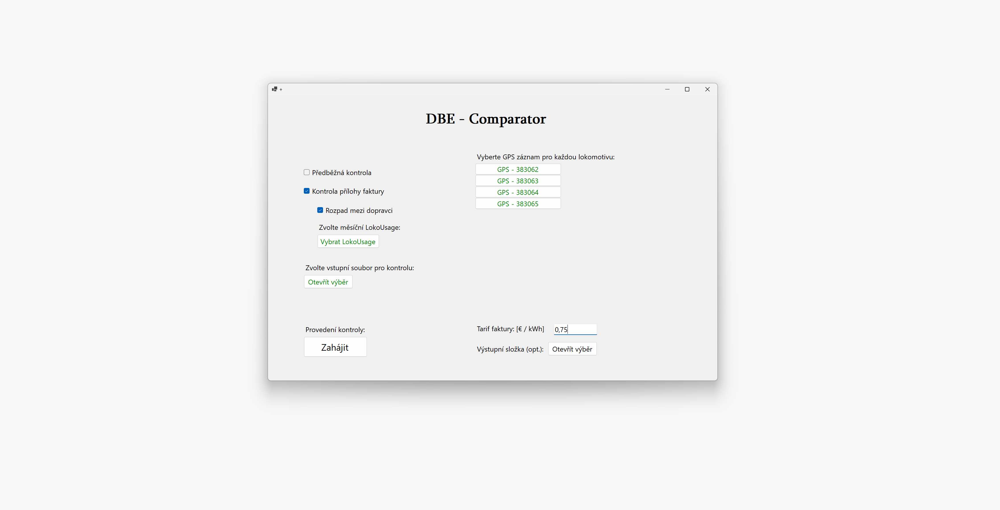 +
DBE - Comparator
Předběžná kontrola
Kontrola přílohy faktury
Rozpad mezi dopravci
Zvolte měsíční LokoUsage:
Vybrat LokoUsage
Zvolte vstupní soubor pro kontrolu:
Otevřít výběr
Provedení kontroly:
Zahájit
Vyberte GPS záznam pro každou lokomotivu:
GPS - 383062
GPS - 383063
GPS - 383064
GPS - 383065
Tarif faktury: [€ / kWh] 0,75
Výstupní složka (opt.): Otevřít výběr